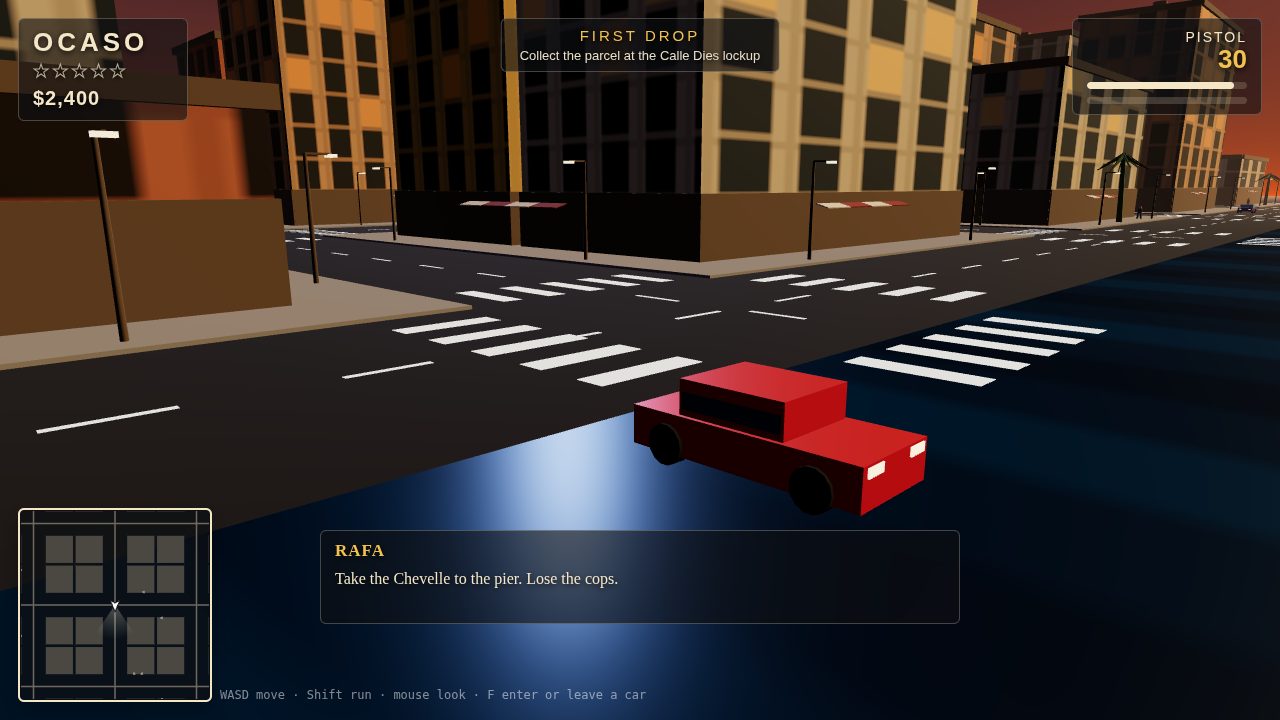 OCASO
☆☆☆☆☆
$2,400
FIRST DROP
Collect the parcel at the Calle Dies lockup
PISTOL
30
RAFA
Take the Chevelle to the pier. Lose the cops.
WASD move · Shift run · mouse look · F enter or leave a car